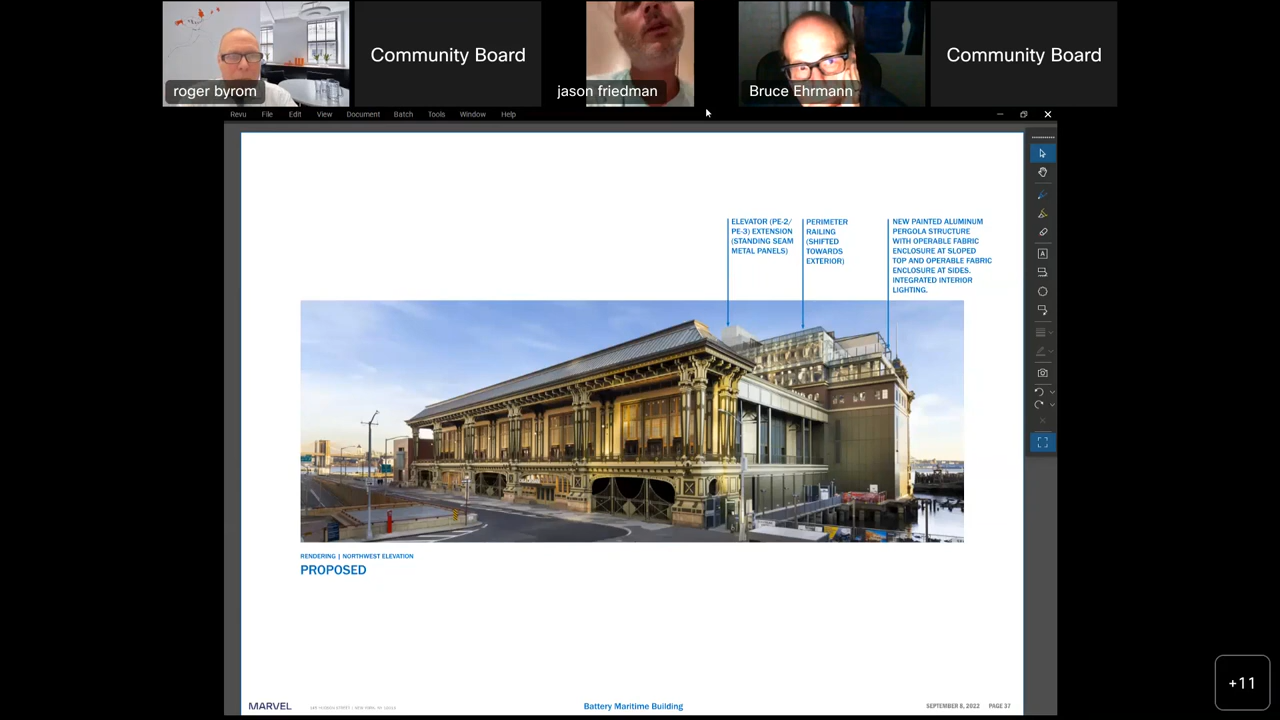 roger byrom
Community Board
jason friedman
Bruce Ehrmann
Community Board
Revu File Edit View Document Batch Tools Window Help
ELEVATOR (PE-2/
PE-3) EXTENSION
(STANDING SEAM
METAL PANELS)
PERIMETER
RAILING
(SHIFTED
TOWARDS
EXTERIOR)
NEW PAINTED ALUMINUM
PERGOLA STRUCTURE
WITH OPERABLE FABRIC
ENCLOSURE AT SLOPED
TOP AND OPERABLE FABRIC
ENCLOSURE AT SIDES.
INTEGRATED INTERIOR
LIGHTING.
A
RENDERING | NORTHWEST ELEVATION
PROPOSED
+11
MARVEL
Battery Maritime Building
SEPTEMBER 8, 2022 PAGE 37